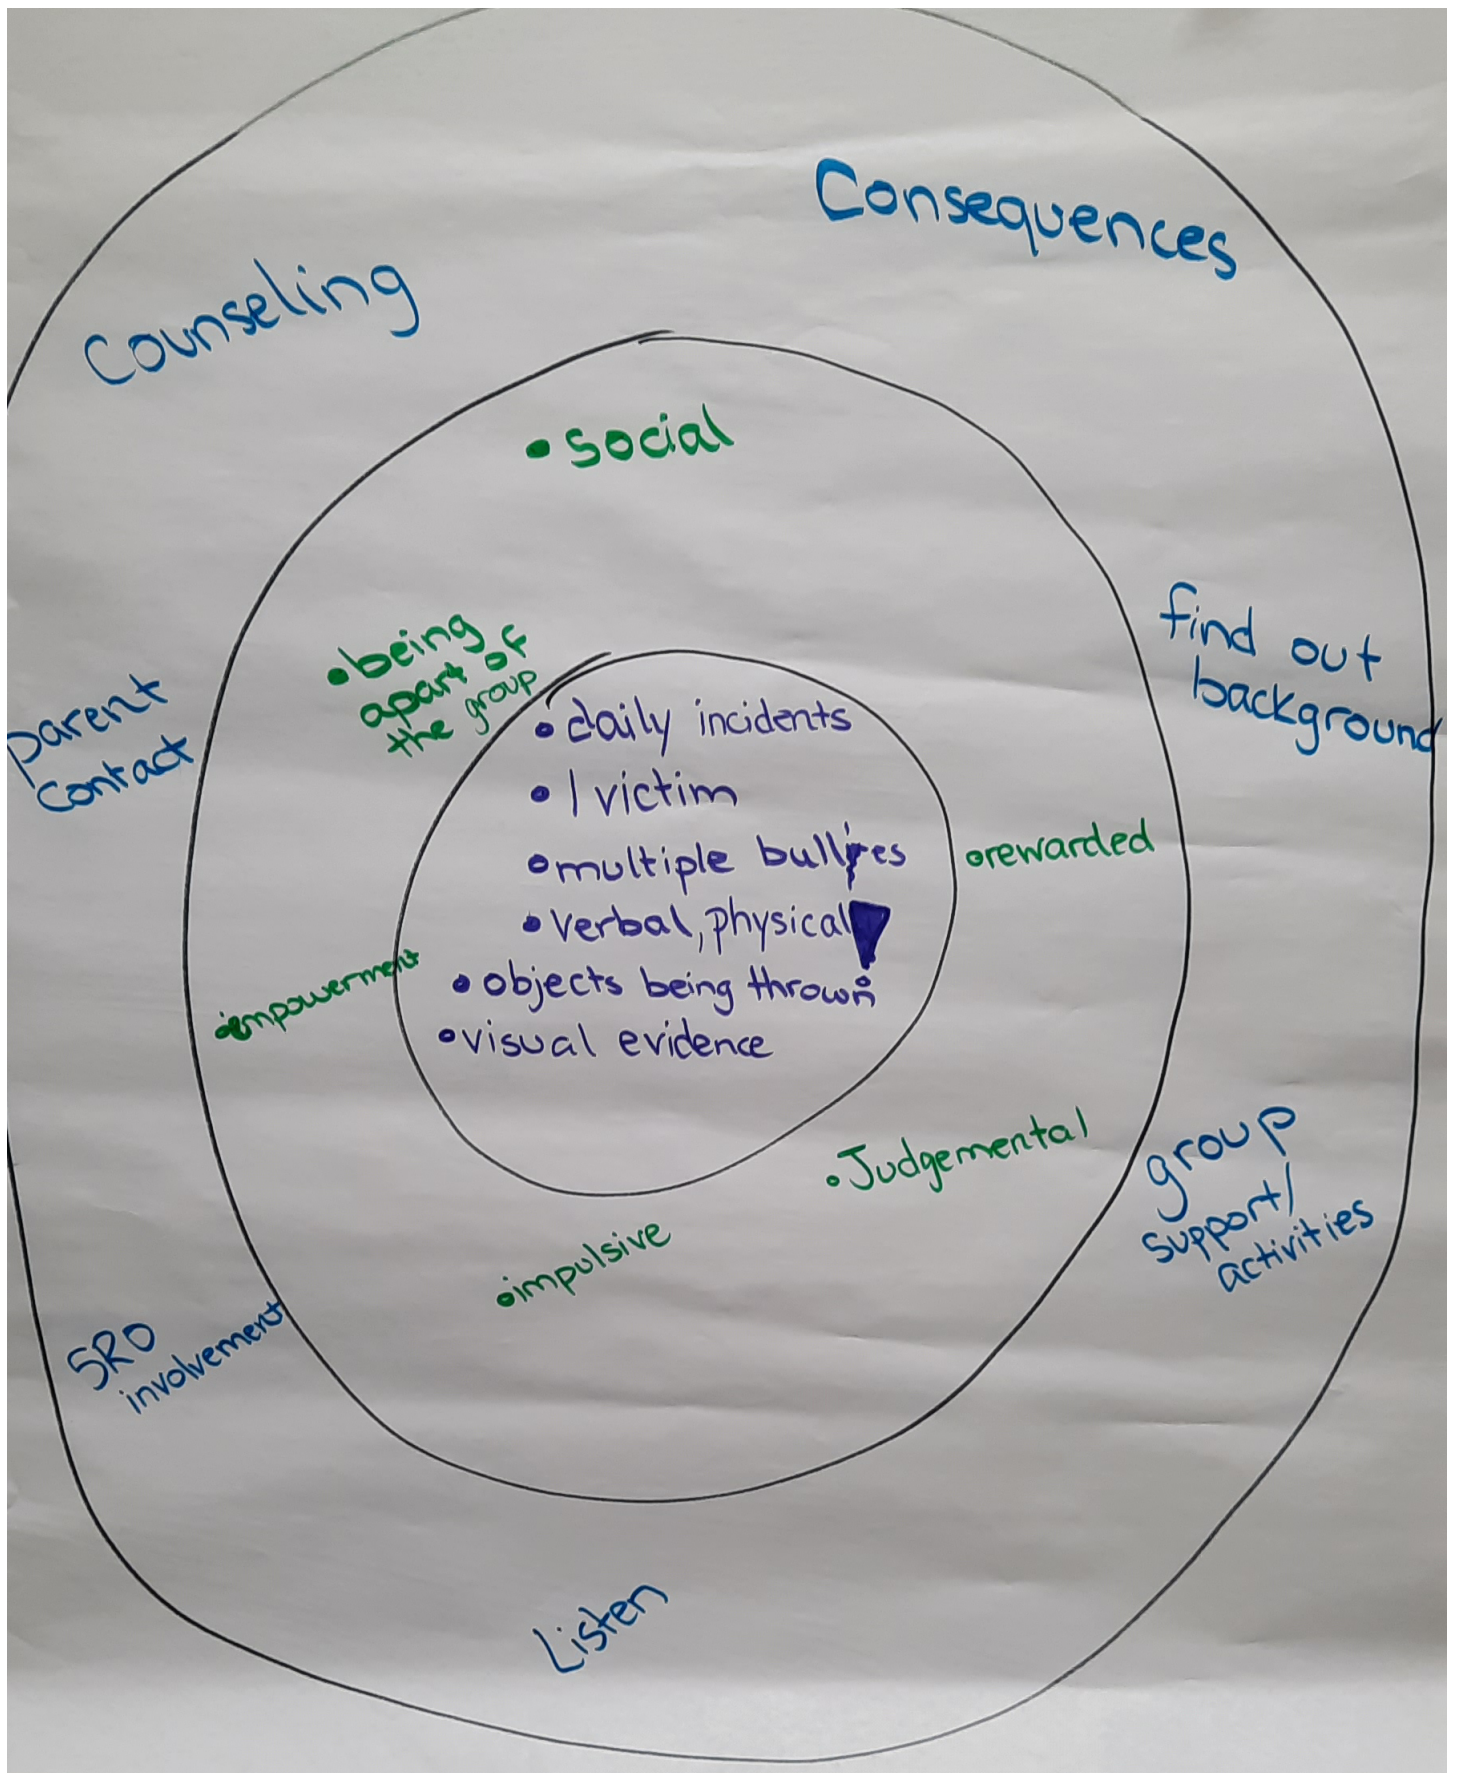 Consequences
Counseling
• social
• being
apart of
the group
find out
background
parent
contact
• daily incidents
• 1 victim
• multiple bullies
• verbal, physical
• objects being thrown
• visual evidence
• rewarded
• empowerment
• Judgemental
• impulsive
group
support/
activities
SRO
involvement
Listen